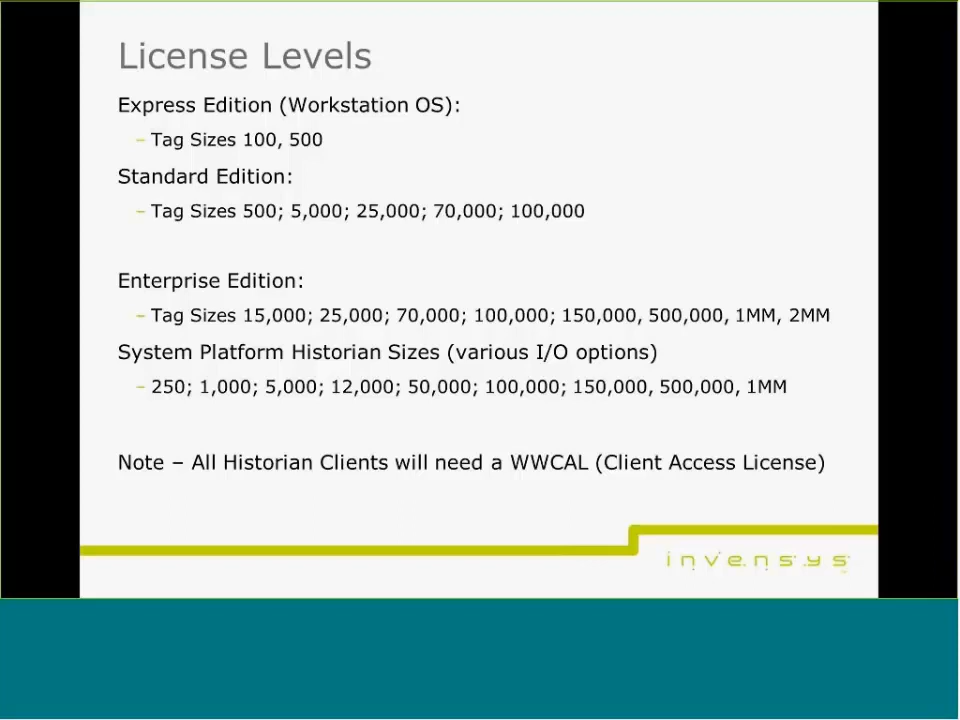 License Levels
Express Edition (Workstation OS):
– Tag Sizes 100, 500
Standard Edition:
– Tag Sizes 500; 5,000; 25,000; 70,000; 100,000
Enterprise Edition:
– Tag Sizes 15,000; 25,000; 70,000; 100,000; 150,000, 500,000, 1MM, 2MM
System Platform Historian Sizes (various I/O options)
– 250; 1,000; 5,000; 12,000; 50,000; 100,000; 150,000, 500,000, 1MM
Note – All Historian Clients will need a WWCAL (Client Access License)
invensys